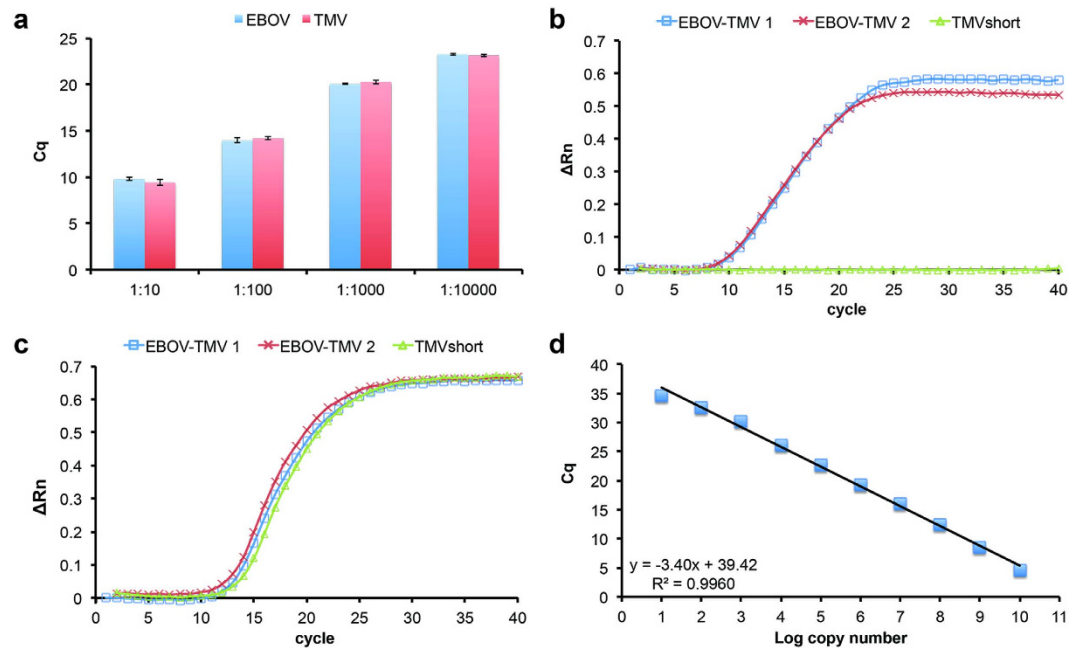 a
EBOV TMV
25
20
15
10
5
0
Cq
1:10 1:100 1:1000 1:10000
b
EBOV-TMV 1 EBOV-TMV 2 TMVshort
0.7
0.6
0.5
0.4
0.3
0.2
0.1
0
ΔRn
0 5 10 15 20 25 30 35 40
cycle
c
EBOV-TMV 1 EBOV-TMV 2 TMVshort
0.7
0.6
0.5
0.4
0.3
0.2
0.1
0
ΔRn
0 5 10 15 20 25 30 35 40
cycle
d
40
35
30
25
20
15
10
5
0
Cq
y = -3.40x + 39.42
R² = 0.9960
0 1 2 3 4 5 6 7 8 9 10 11
Log copy number